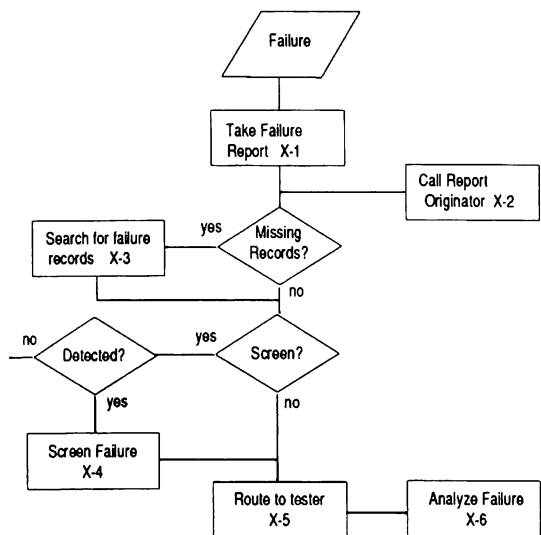 Failure
Take Failure
Report X-1
Call Report
Originator X-2
yes
Missing
Records?
Search for failure
records X-3
no
no
Detected?
yes
Screen?
yes
no
Screen Failure
X-4
Route to tester
X-5
Analyze Failure
X-6